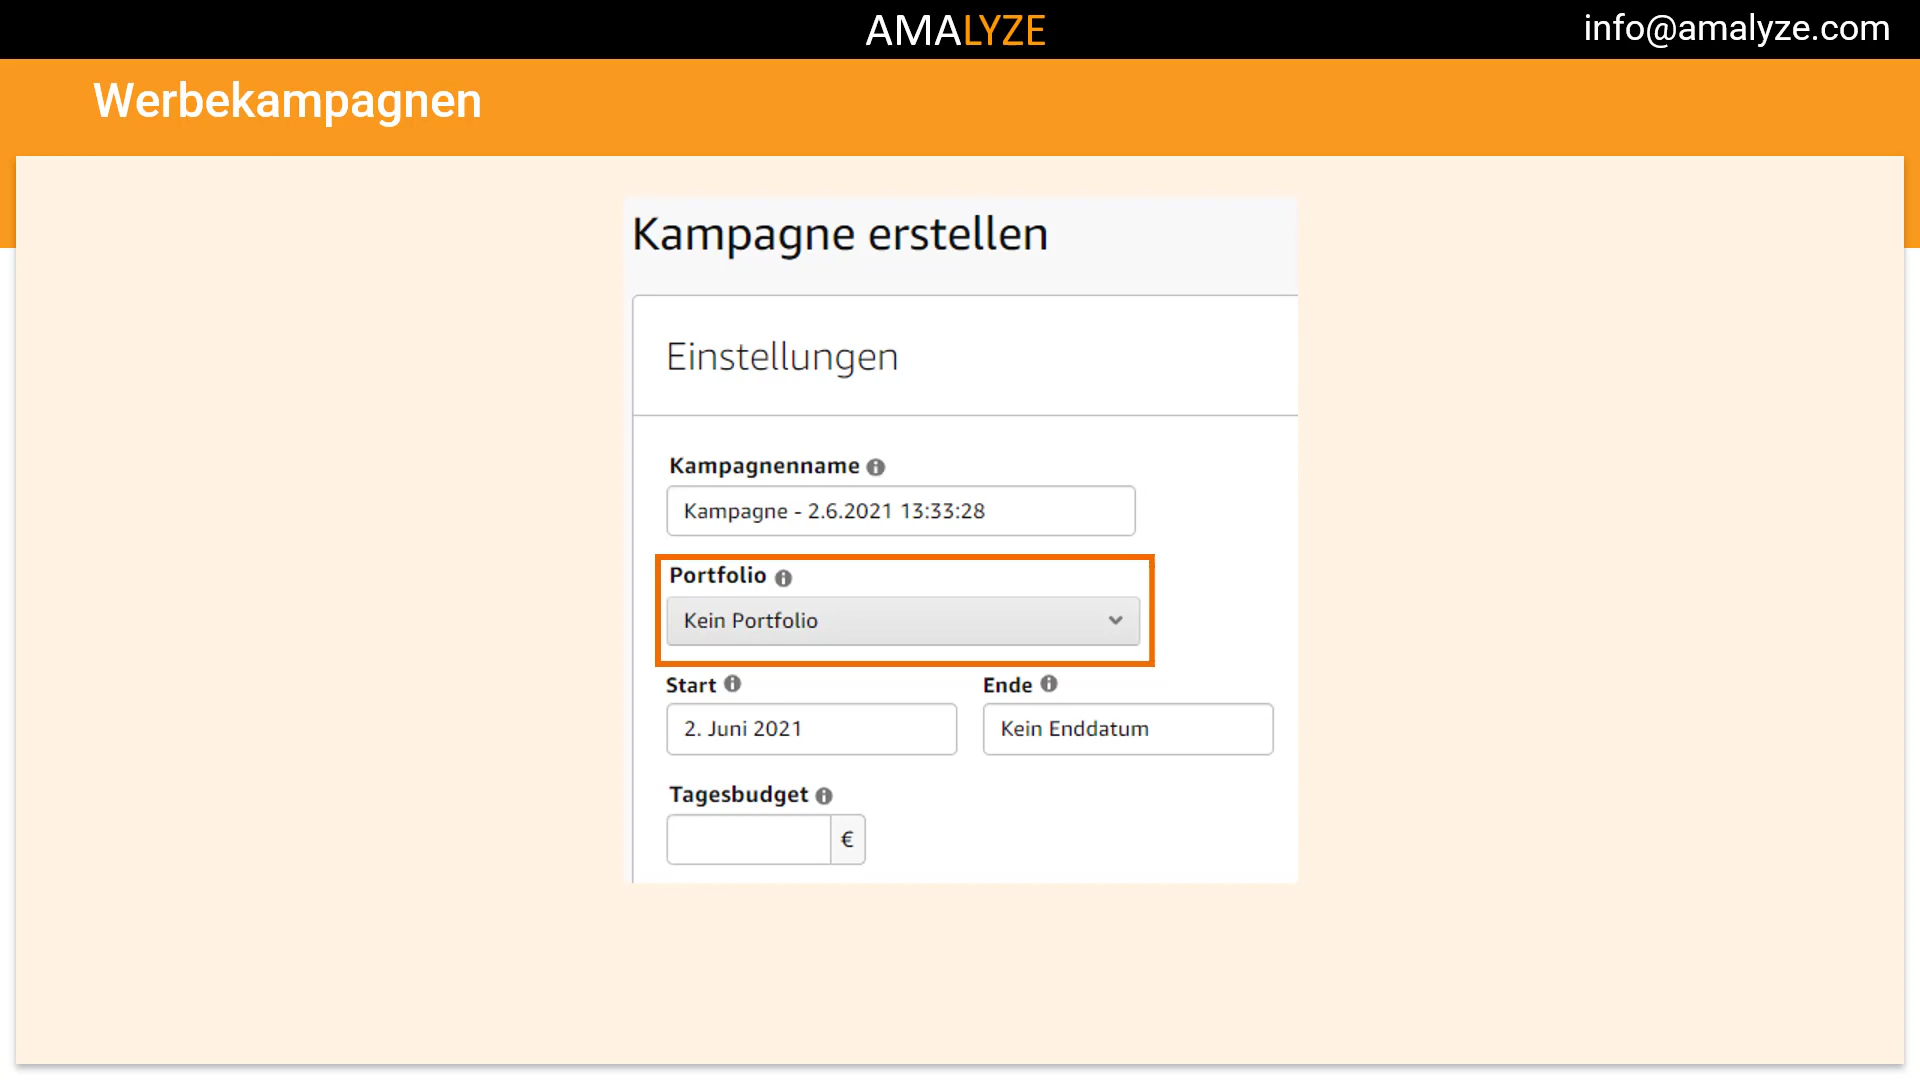 AMALYZE
info@amalyze.com
Werbekampagnen
Kampagne erstellen
Einstellungen
Kampagnenname
Kampagne - 2.6.2021 13:33:28
Portfolio
Kein Portfolio
Start Ende
2. Juni 2021 Kein Enddatum
Tagesbudget
€